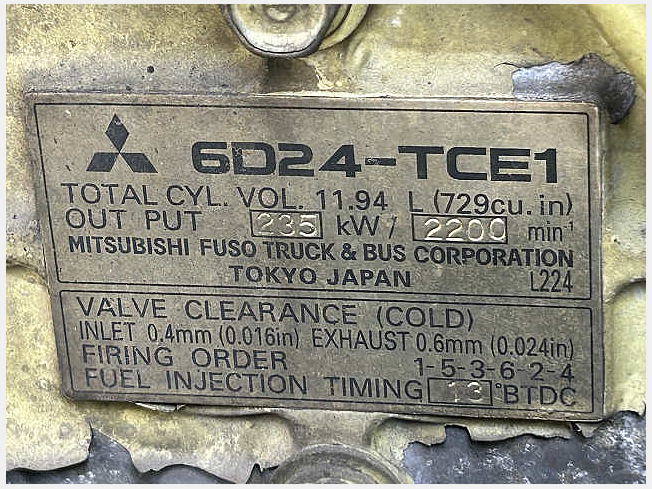 6D24-TCE1
TOTAL CYL. VOL. 11.94 L (729cu. in)
OUT PUT 235 kW/ 2200 min⁻¹
MITSUBISHI FUSO TRUCK & BUS CORPORATION
TOKYO JAPAN L224
VALVE CLEARANCE (COLD)
INLET 0.4mm (0.016in) EXHAUST 0.6mm (0.024in)
FIRING ORDER 1-5-3-6-2-4
FUEL INJECTION TIMING 13 °BTDC